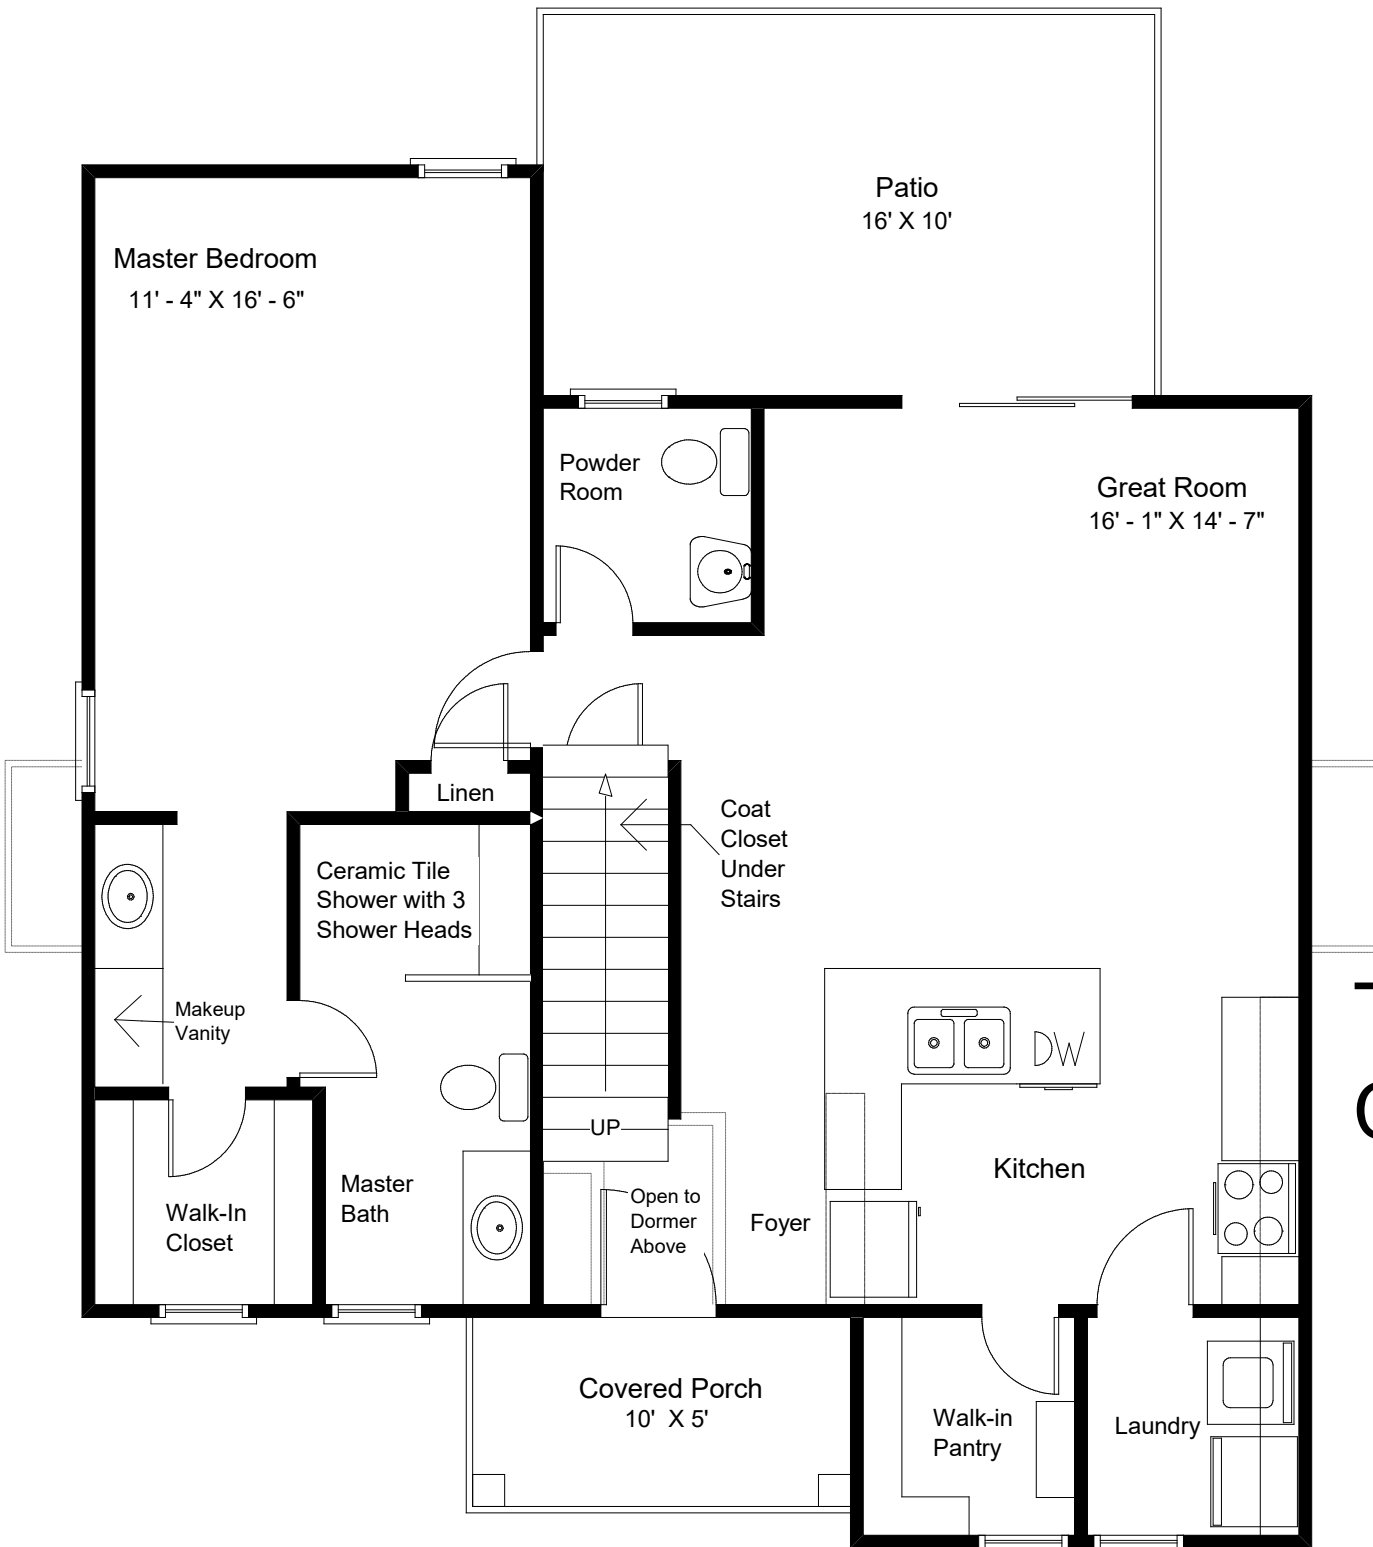 Patio
16' X 10'
Master Bedroom
11' - 4" X 16' - 6"
Powder
Room
Great Room
16' - 1" X 14' - 7"
Linen
Coat
Closet
Under
Stairs
Ceramic Tile
Shower with 3
Shower Heads
Makeup
Vanity
DW
UP
Kitchen
Master
Bath
Walk-In
Closet
Open to
Dormer
Above
Foyer
Covered Porch
10' X 5'
Walk-in
Pantry
Laundry